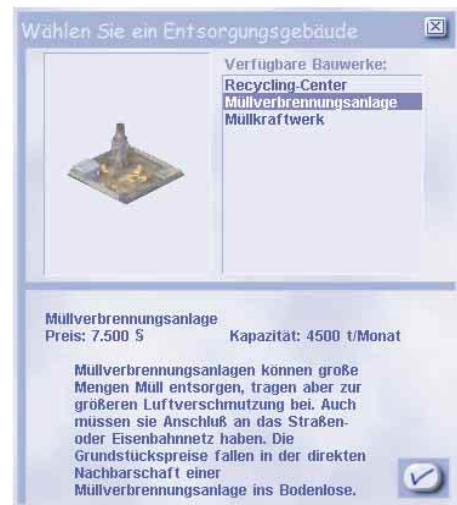 Wählen Sie ein Entsorgungsgebäude
Verfügbare Bauwerke:
Recycling-Center
Müllverbrennungsanlage
Müllkraftwerk
Müllverbrennungsanlage
Preis: 7.500 § Kapazität: 4500 t/Monat
Müllverbrennungsanlagen können große
Mengen Müll entsorgen, tragen aber zur
größeren Luftverschmutzung bei. Auch
müssen sie Anschluß an das Straßen-
oder Eisenbahnnetz haben. Die
Grundstückspreise fallen in der direkten
Nachbarschaft einer
Müllverbrennungsanlage ins Bodenlose.